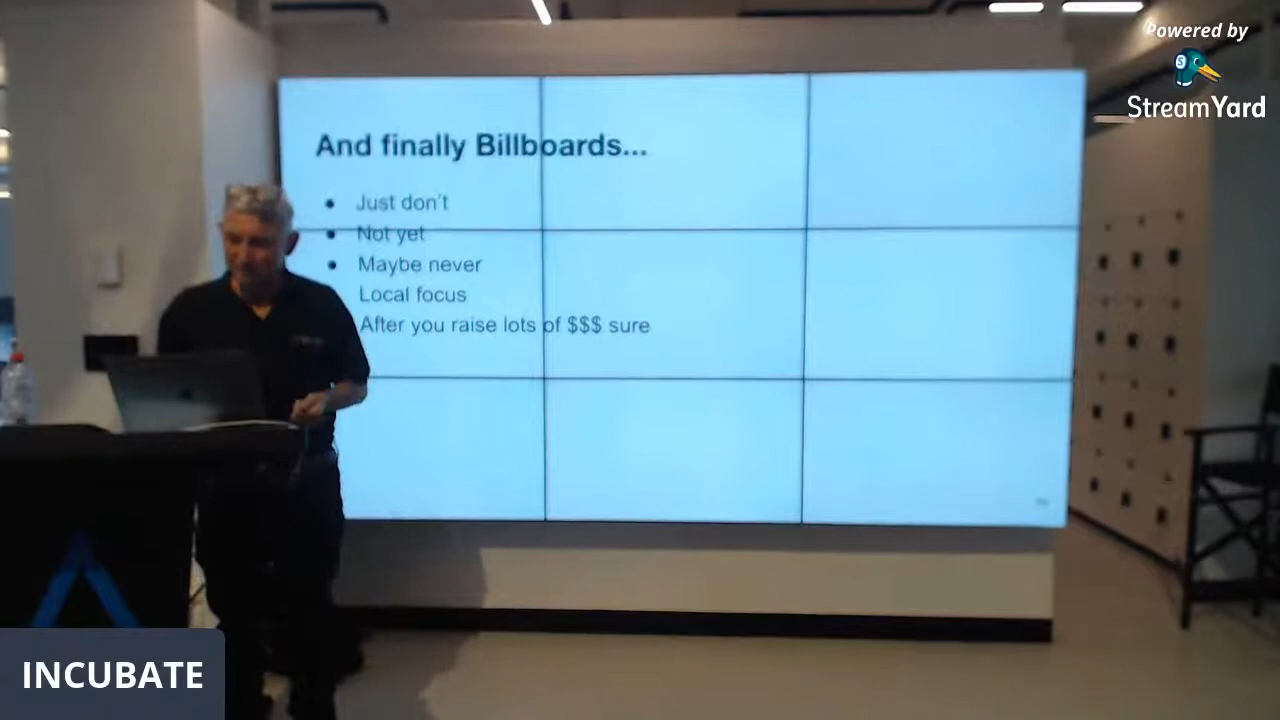 Powered by
StreamYard
And finally Billboards...
Just don't
Not yet
Maybe never
Local focus
After you raise lots of $$$ sure
INCUBATE